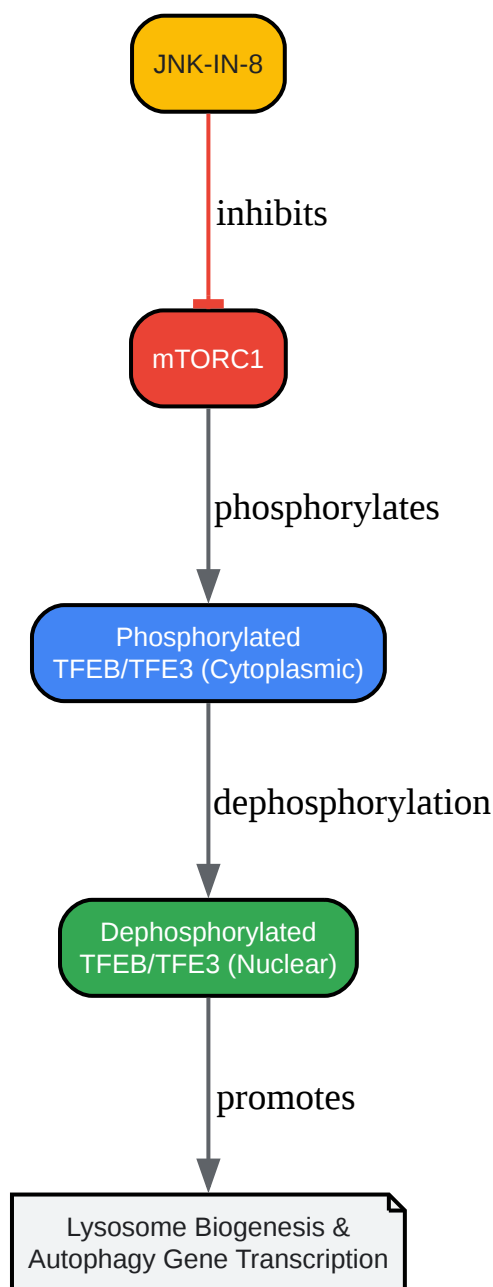 JNK-IN-8
inhibits
mTORC1
phosphorylates
Phosphorylated
TFEB/TFE3 (Cytoplasmic)
dephosphorylation
Dephosphorylated
TFEB/TFE3 (Nuclear)
promotes
Lysosome Biogenesis &
Autophagy Gene Transcription